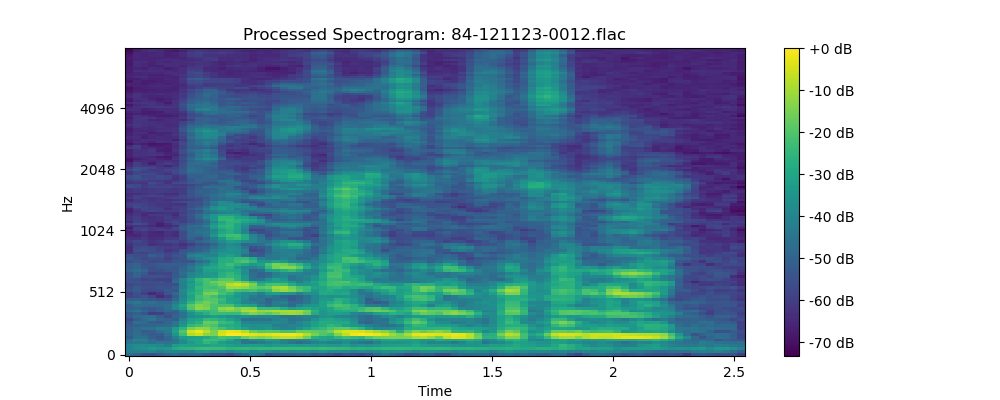 Processed Spectrogram: 84-121123-0012.flac
Hz
4096
2048
1024
512
0
0
0.5
1
1.5
2
2.5
Time
+0 dB
-10 dB
-20 dB
-30 dB
-40 dB
-50 dB
-60 dB
-70 dB